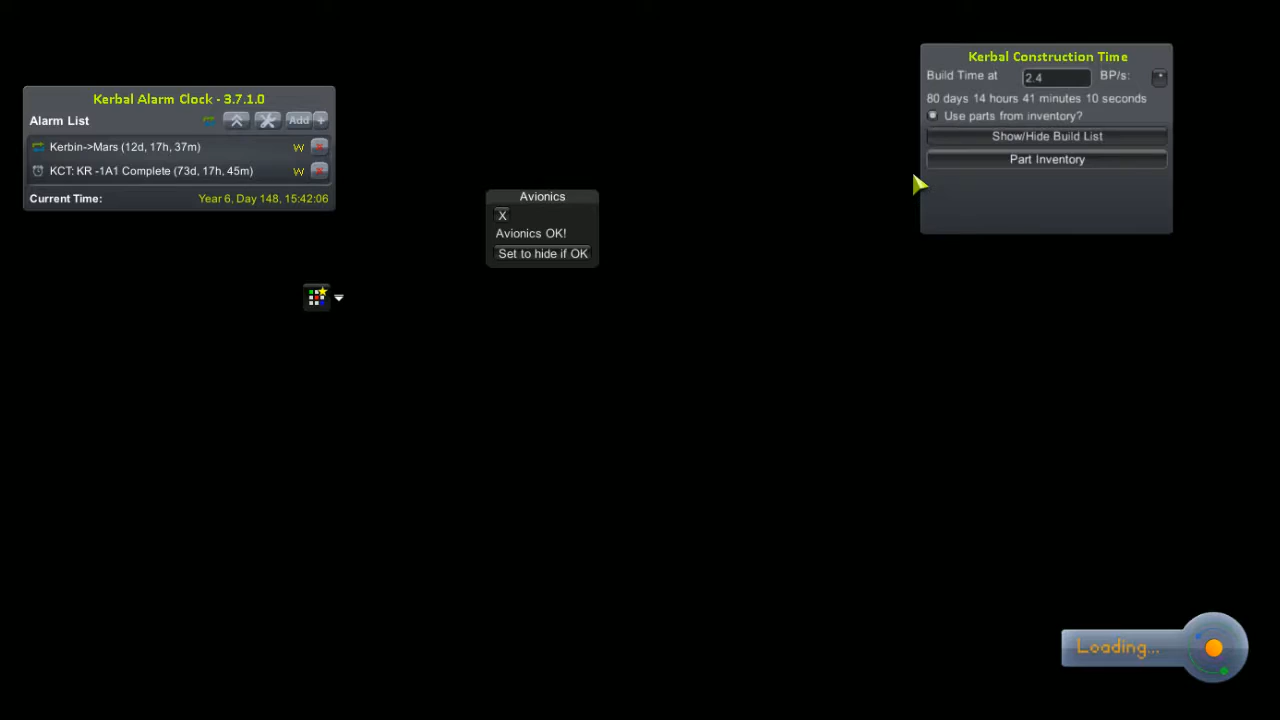 Kerbal Alarm Clock - 3.7.1.0
Alarm List
Add +
Kerbin->Mars (12d, 17h, 37m) W
KCT: KR -1A1 Complete (73d, 17h, 45m) W
Current Time: Year 6, Day 148, 15:42:06
Avionics
X
Avionics OK!
Set to hide if OK
Kerbal Construction Time
Build Time at 2.4 BP/s: *
80 days 14 hours 41 minutes 10 seconds
Use parts from inventory?
Show/Hide Build List
Part Inventory
Loading...